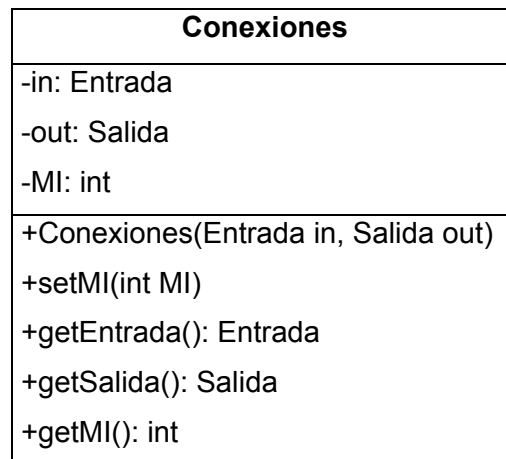 Conexiones
-in: Entrada
-out: Salida
-MI: int
+Conexiones(Entrada in, Salida out)
+setMI(int MI)
+getEntrada(): Entrada
+getSalida(): Salida
+getMI(): int